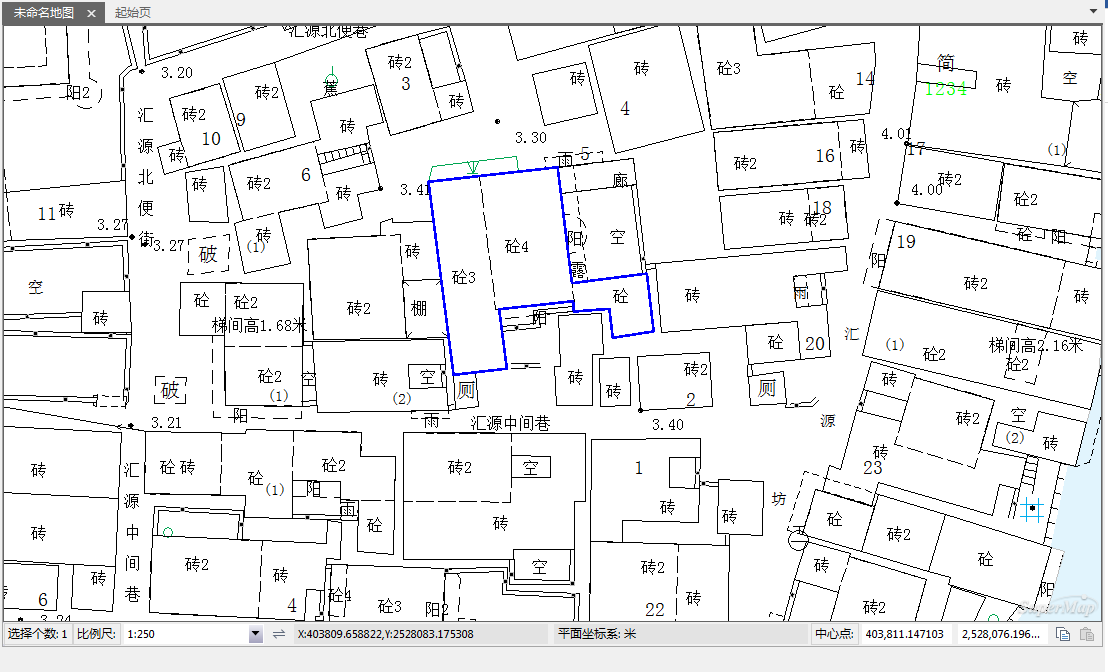 未命名地图 × 起始页
汇源北便巷
3.20
阳2
砖2
3
砖
砖2
9
蕉
砖
砖
4
砼3
14
砼
简
1234
砖
砖
空
汇源北便街
砖2
10
砖
砖
3.30
砖2
16
砖
4.01
17
(1)
砖2
6
砖
砖
3.41
雨
5
廊
4.00
砖2
砼2
11砖
3.27
3.27
破
砖
(1)
砖
砼4
阳
空
露
砖
18
砖2
19
砼
阳
阳
砖2
砖
空
砖
砼
砼2
梯间高1.68米
砖2
棚
砼3
砼
砖
雨
阳
砼
20
汇
源
坊
(1)
砼2
梯间高2.16米
砼2
破
砼2
(1)
空
砖
(2)
空
厕
砖
砖
砖2
2
厕
砖
砖2
空
(2)
砖
3.21
阳
雨
汇源中间巷
3.40
砖
汇源中间巷
砼
砖
砼
(1)
砼2
阳
雨
砼
砖2
空
砖
1
砖
砖
砖
23
砼
砖2
砼
砖
砖2
砖
4
砼4
砼3
阳2
空
砖2
砖
22
砖
砖2
阳
砖
6
3.24
SuperMap
选择个数: 1 比例尺: 1:250 X:403809.658822,Y:2528083.175308 平面坐标系: 米 中心点: 403,811.147103 2,528,076.196...